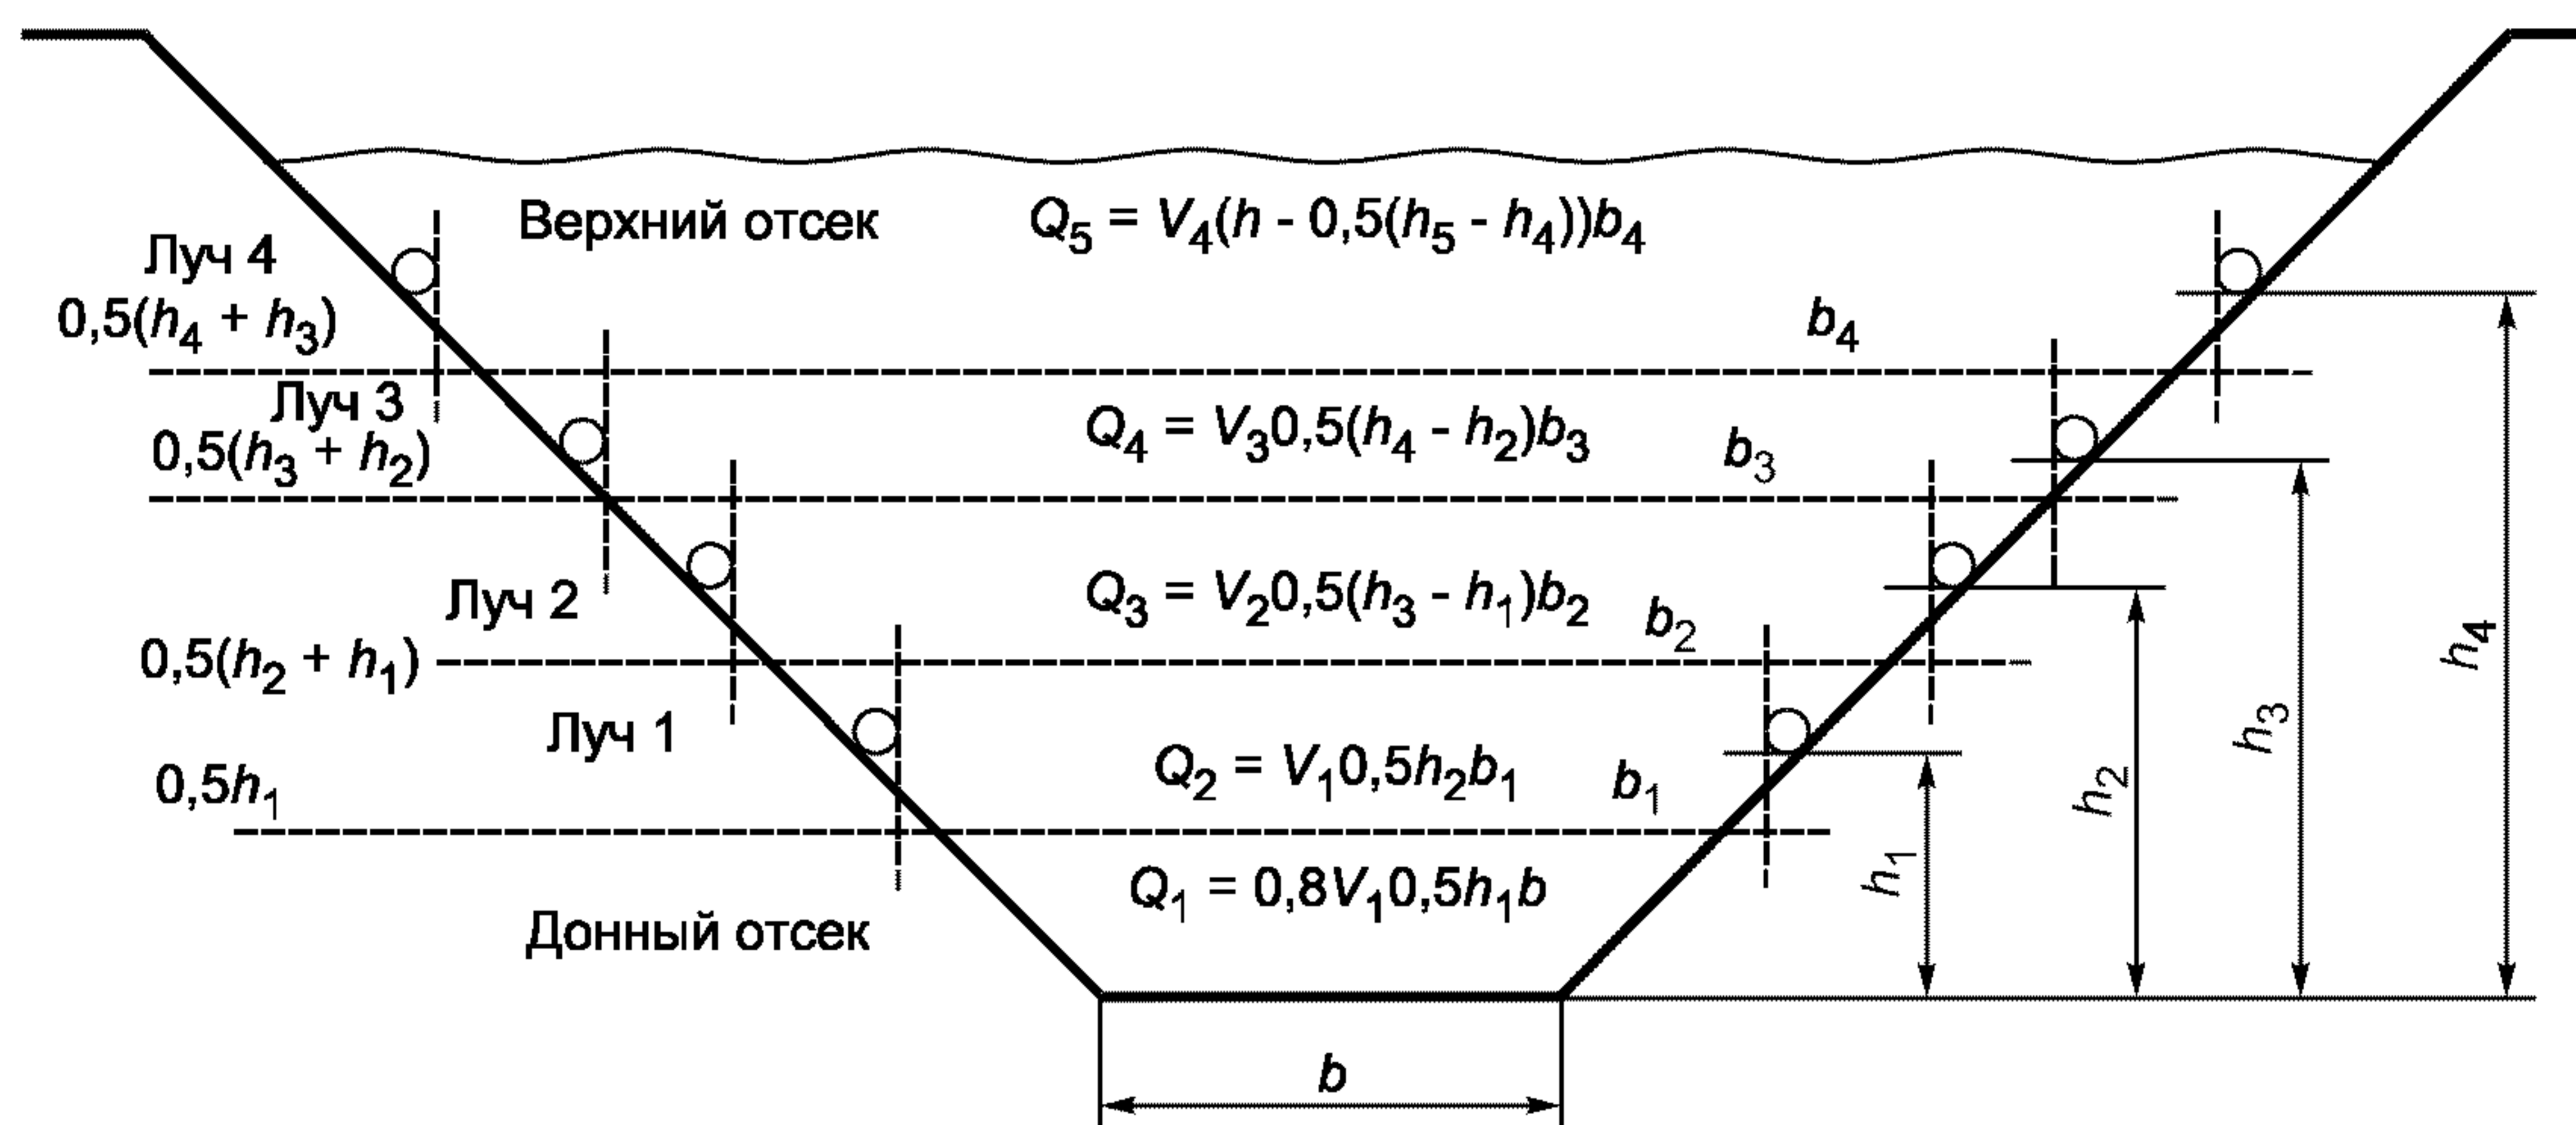 Верхний отсек
Q₅ = V₄(h - 0,5(h₅ - h₄))b₄
Луч 4
0,5(h₄ + h₃)
b₄
Луч 3
0,5(h₃ + h₂)
Q₄ = V₃0,5(h₄ - h₂)b₃
b₃
Луч 2
Q₃ = V₂0,5(h₃ - h₁)b₂
b₂
0,5(h₂ + h₁)
Луч 1
0,5h₁
Q₂ = V₁0,5h₂b₁
b₁
Q₁ = 0,8V₁0,5h₁b
Донный отсек
h₁
h₂
h₃
h₄
b